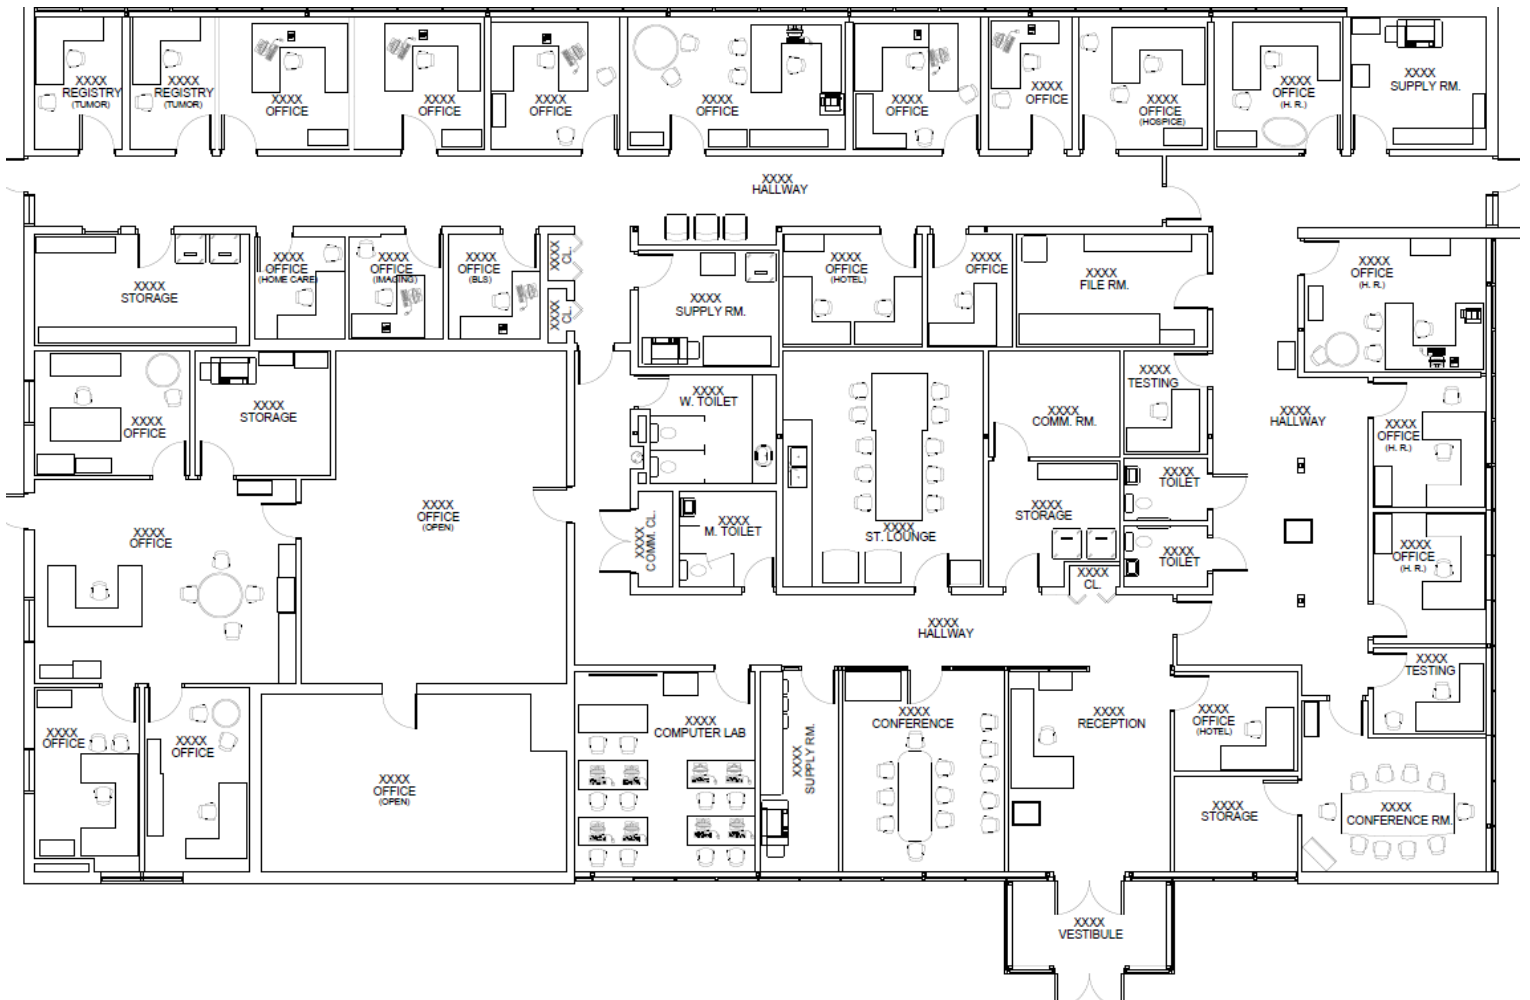 XXXX
REGISTRY
(TUMOR)
XXXX
REGISTRY
(TUMOR)
XXXX
OFFICE
XXXX
OFFICE
XXXX
OFFICE
XXXX
OFFICE
XXXX
OFFICE
XXXX
OFFICE
XXXX
OFFICE
(HOSPICE)
XXXX
OFFICE
(H. R.)
XXXX
SUPPLY RM.
XXXX
HALLWAY
XXXX
STORAGE
XXXX
OFFICE
(HOME CARE)
XXXX
OFFICE
(IMAGING)
XXXX
OFFICE
(BLS)
XXXX
CL.
XXXX
CL.
XXXX
SUPPLY RM.
XXXX
OFFICE
(HOTEL)
XXXX
OFFICE
XXXX
FILE RM.
XXXX
OFFICE
(H. R.)
XXXX
OFFICE
XXXX
STORAGE
XXXX
W. TOILET
XXXX
COMM. RM.
XXXX
TESTING
XXXX
HALLWAY
XXXX
OFFICE
(H. R.)
XXXX
OFFICE
XXXX
OFFICE
(OPEN)
XXXX
COMM. CL.
XXXX
M. TOILET
XXXX
ST. LOUNGE
XXXX
STORAGE
XXXX
TOILET
XXXX
TOILET
XXXX
CL.
XXXX
OFFICE
(H. R.)
XXXX
HALLWAY
XXXX
TESTING
XXXX
OFFICE
XXXX
OFFICE
XXXX
OFFICE
(OPEN)
XXXX
COMPUTER LAB
XXXX
SUPPLY RM.
XXXX
CONFERENCE
XXXX
RECEPTION
XXXX
OFFICE
(HOTEL)
XXXX
STORAGE
XXXX
CONFERENCE RM.
XXXX
VESTIBULE